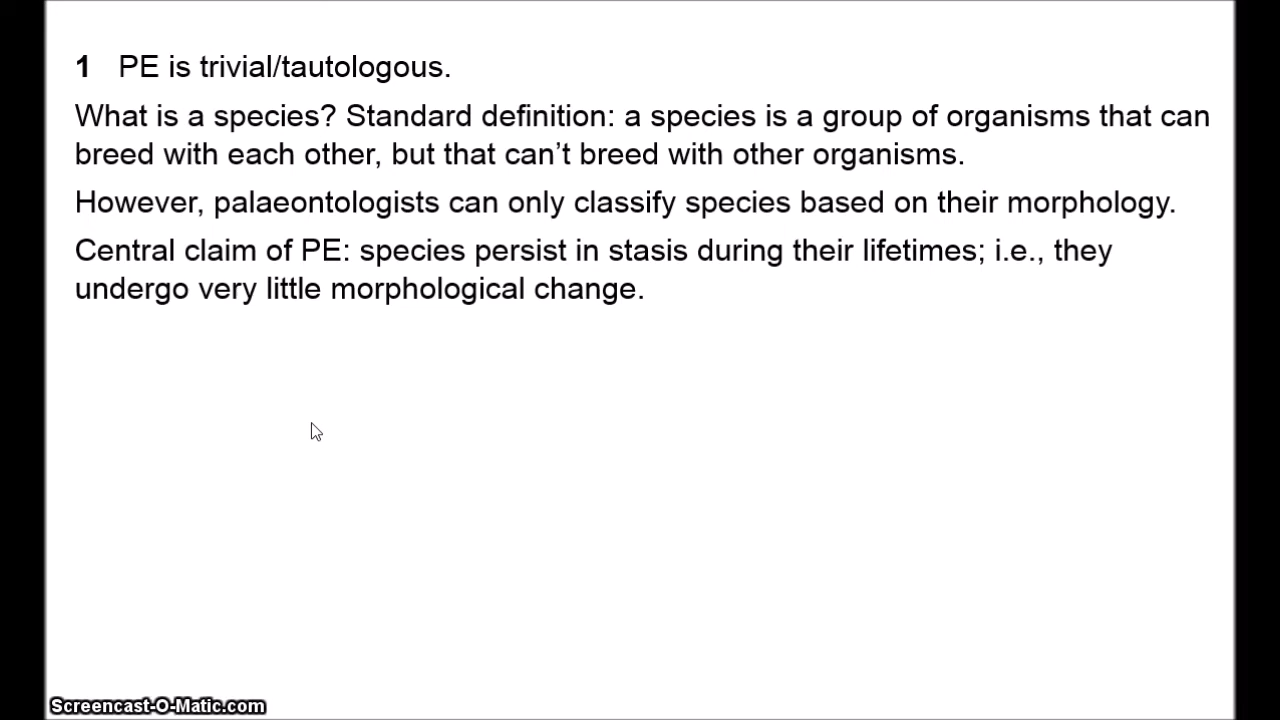 1 PE is trivial/tautologous.
What is a species? Standard definition: a species is a group of organisms that can
breed with each other, but that can’t breed with other organisms.
However, palaeontologists can only classify species based on their morphology.
Central claim of PE: species persist in stasis during their lifetimes; i.e., they
undergo very little morphological change.
Screencast-O-Matic.com